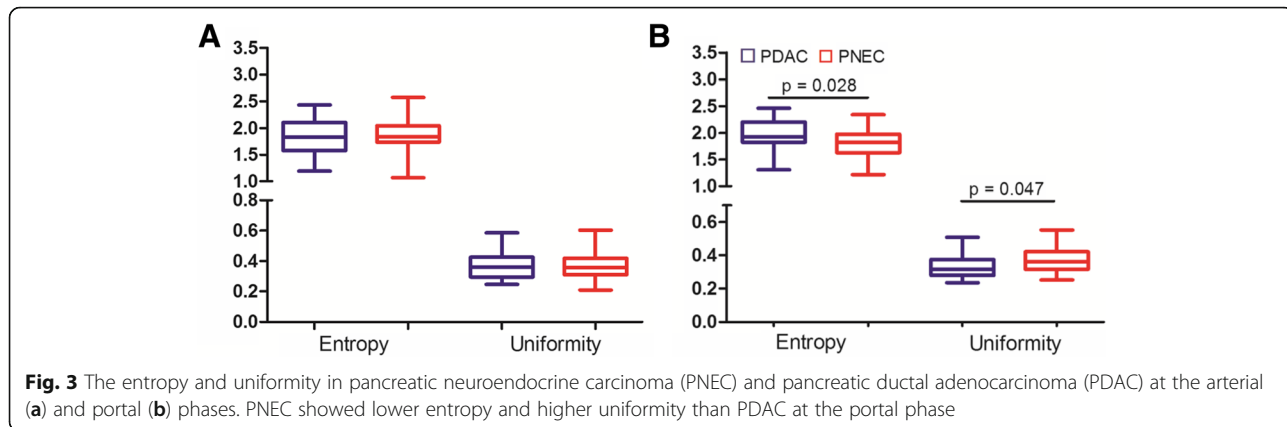 A
3.5
3.0
2.5
2.0
1.5
1.0
0.8
0.6
0.4
0.2
0.0
Entropy Uniformity
B
PDAC PNEC
3.5
3.0
2.5
2.0
1.5
1.0
0.6
0.4
0.2
0.0
p = 0.028
p = 0.047
Entropy Uniformity
Fig. 3 The entropy and uniformity in pancreatic neuroendocrine carcinoma (PNEC) and pancreatic ductal adenocarcinoma (PDAC) at the arterial
(a) and portal (b) phases. PNEC showed lower entropy and higher uniformity than PDAC at the portal phase